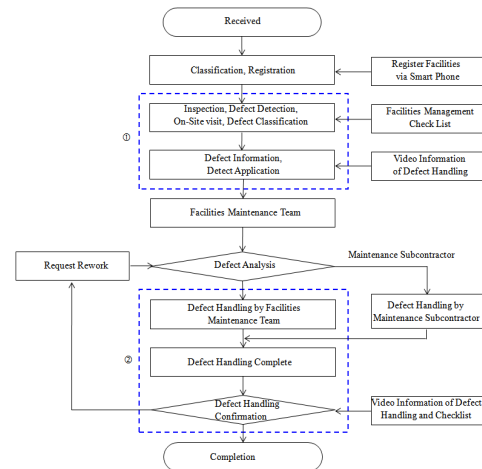 Received
Classification, Registration
Register Facilities
via Smart Phone
①
Inspection, Defect Detection,
On-Site visit, Defect Classification
Facilities Management
Check List
Defect Information,
Detect Application
Video Information
of Defect Handling
Facilities Maintenance Team
Maintenance Subcontractor
Request Rework
Defect Analysis
Defect Handling by Facilities
Maintenance Team
Defect Handling by
Maintenance Subcontractor
②
Defect Handling Complete
Defect Handling
Confirmation
Video Information of Defect
Handling and Checklist
Completion